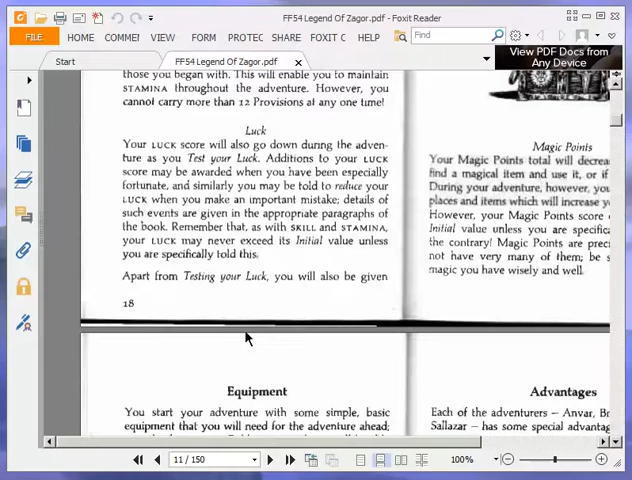 FF54 Legend Of Zagor.pdf - Foxit Reader
FILE HOME COMMEI VIEW FORM PROTEC SHARE FOXIT C HELP Find
View PDF Docs from
Any Device
Start FF54 Legend Of Zagor.pdf
those you began with. This will enable you to maintain
STAMINA throughout the adventure. However, you
cannot carry more than 12 Provisions at any one time!
Luck
Your LUCK score will also go down during the adven-
ture as you Test your Luck. Additions to your LUCK
score may be awarded when you have been especially
fortunate, and similarly you may be told to reduce your
LUCK when you make an important mistake; details of
such events are given in the appropriate paragraphs of
the book. Remember that, as with SKILL and STAMINA,
your LUCK may never exceed its Initial value unless
you are specifically told this.
Apart from Testing your Luck, you will also be given
18
Magic Points
Your Magic Points total will decrea
find a magical item and use it, or if
During your adventure, however, you
places and items which will increase y
However, your Magic Points score
Initial value unless you are specifica
the contrary! Magic Points are preci
not have very many of them; be s
magic you have wisely and well.
Equipment
You start your adventure with some simple, basic
equipment that you will need for the adventure ahead;
Advantages
Each of the adventurers – Anvar, Br
Sallazar – has some special advantag
11 / 150
100%